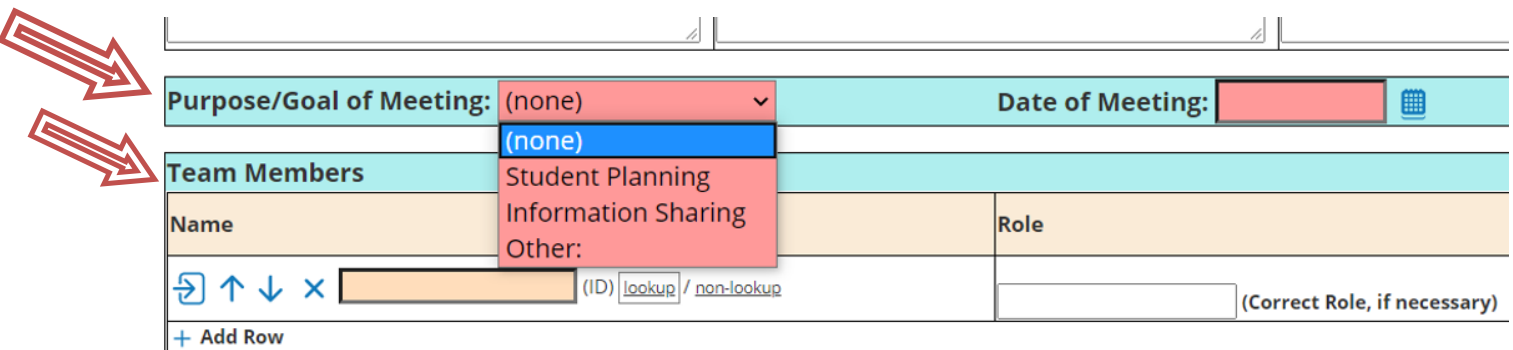 Purpose/Goal of Meeting: (none) Date of Meeting:
(none)
Team Members Student Planning
Name Information Sharing Role
Other:
(ID) lookup / non-lookup (Correct Role, if necessary)
+ Add Row